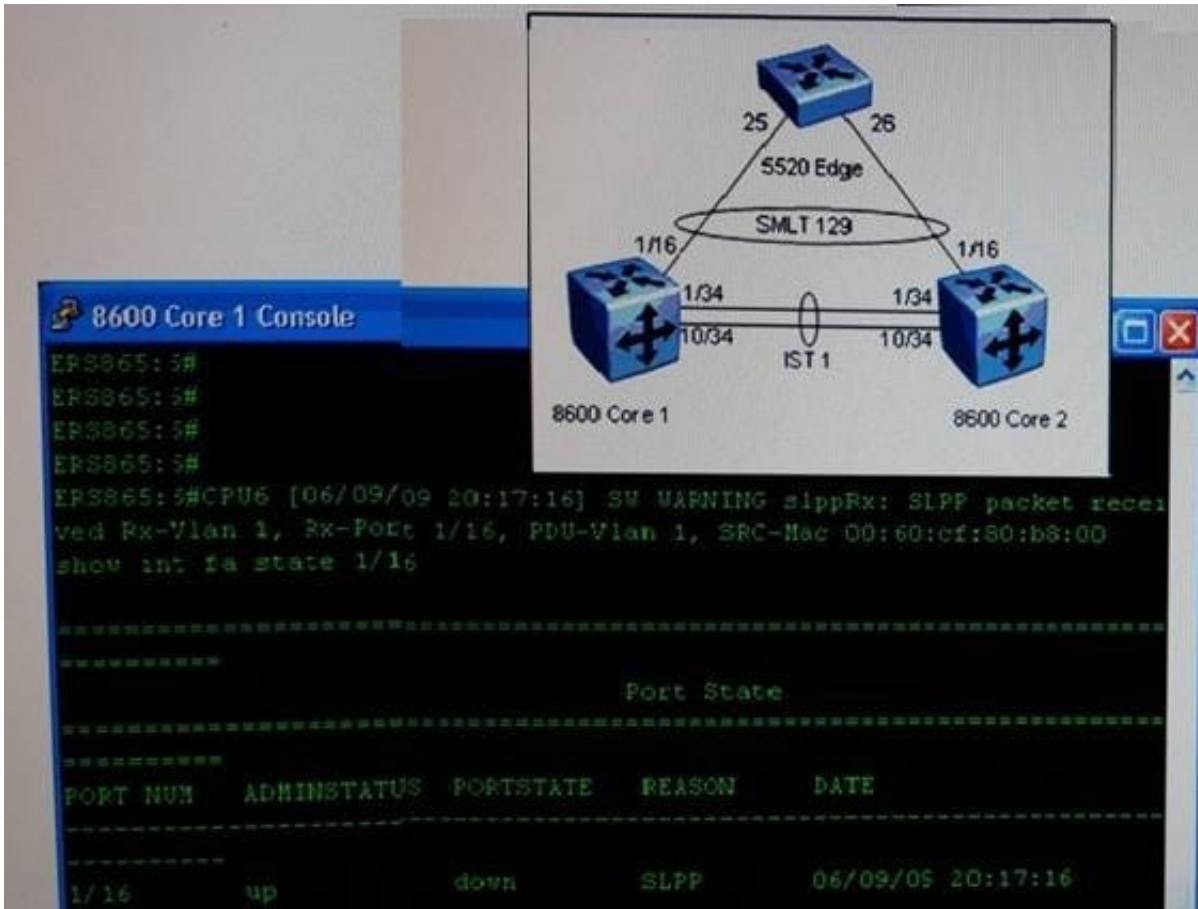 25 26
5520 Edge
SMLT 129
1/16 1/16
1/34 1/34
10/34 10/34
IST 1
8600 Core 1 8600 Core 2
8600 Core 1 Console
ERS865:5#
ERS865:5#
ERS865:5#
ERS865:5#
ERS865:5#CPU6 [06/09/09 20:17:16] SW WARNING slppRx: SLPP packet recei
ved Rx-Vlan 1, Rx-Port 1/16, PDU-Vlan 1, SRC-Mac 00:60:cf:80:b8:00
show int fa state 1/16
================================================================================
==========
Port State
================================================================================
==========
PORT NUM ADMINSTATUS PORTSTATE REASON DATE
--------------------------------------------------------------------------------
----------
1/16 up down SLPP 06/09/09 20:17:16